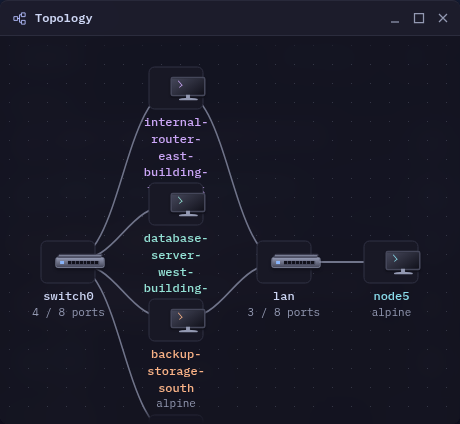 Topology
internal-
router-
east-
building-
database-
server-
west-
building-
switch0
4 / 8 ports
lan
3 / 8 ports
node5
alpine
backup-
storage-
south
alpine